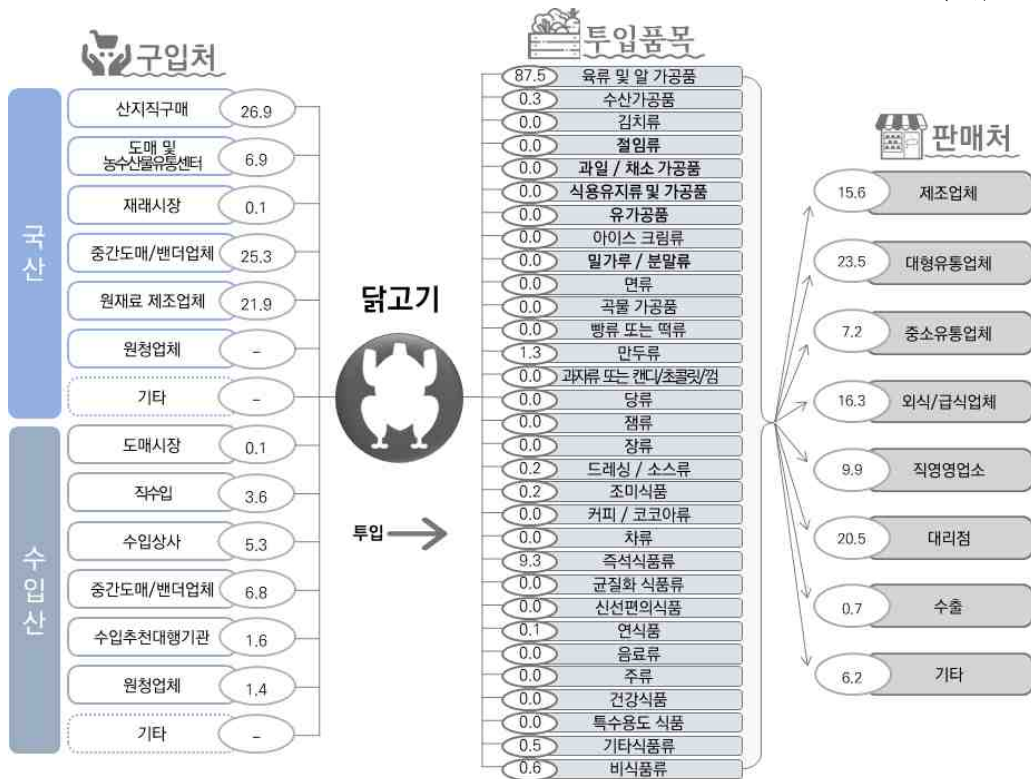 구입처
국산
산지직구매 26.9
도매 및
농수산물유통센터 6.9
재래시장 0.1
중간도매/밴더업체 25.3
원재료 제조업체 21.9
원청업체 –
기타 –
수입산
도매시장 0.1
직수입 3.6
수입상사 5.3
중간도매/밴더업체 6.8
수입추천대행기관 1.6
원청업체 1.4
기타 –
닭고기
투입
투입품목
87.5 육류 및 알 가공품
0.3 수산가공품
0.0 김치류
0.0 절임류
0.0 과일 / 채소 가공품
0.0 식용유지류 및 가공품
0.0 유가공품
0.0 아이스 크림류
0.0 밀가루 / 분말류
0.0 면류
0.0 곡물 가공품
0.0 빵류 또는 떡류
1.3 만두류
0.0 과자류 또는 캔디/초콜릿/껌
0.0 당류
0.0 잼류
0.0 장류
0.2 드레싱 / 소스류
0.2 조미식품
0.0 커피 / 코코아류
0.0 차류
9.3 즉석식품류
0.0 균질화 식품류
0.0 신선편의식품
0.1 연식품
0.0 음료류
0.0 주류
0.0 건강식품
0.0 특수용도 식품
0.5 기타식품류
0.6 비식품류
판매처
15.6 제조업체
23.5 대형유통업체
7.2 중소유통업체
16.3 외식/급식업체
9.9 직영영업소
20.5 대리점
0.7 수출
6.2 기타